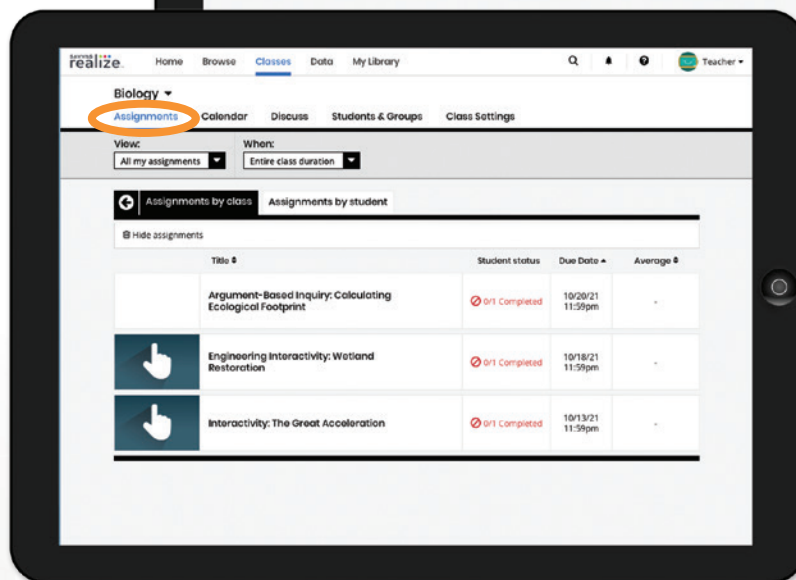 savvas
realize. Home Browse Classes Data My Library Teacher
Biology
Assignments Calendar Discuss Students & Groups Class Settings
View: When:
All my assignments Entire class duration
Assignments by class Assignments by student
Hide assignments
Title Student status Due Date Average
Argument-Based Inquiry: Calculating
Ecological Footprint
0/1 Completed
10/20/21
11:59pm
-
Engineering Interactivity: Wetland
Restoration
0/1 Completed
10/18/21
11:59pm
-
Interactivity: The Great Acceleration
0/1 Completed
10/13/21
11:59pm
-